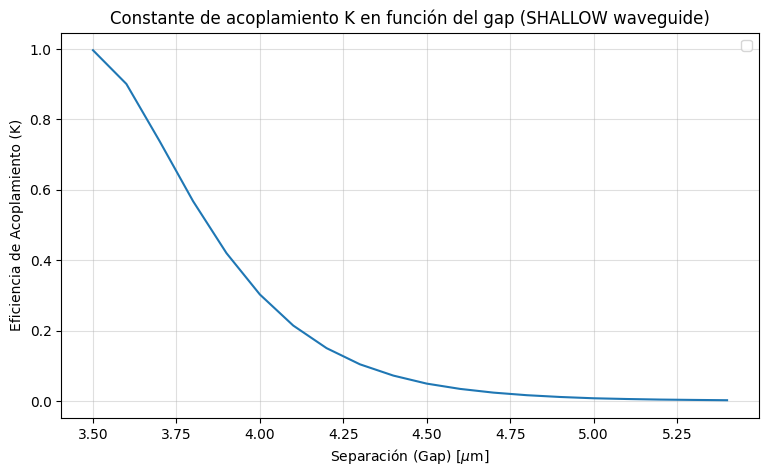 Constante de acoplamiento K en función del gap (SHALLOW waveguide)
Eficiencia de Acoplamiento (K)
1.0
0.8
0.6
0.4
0.2
0.0
3.50 3.75 4.00 4.25 4.50 4.75 5.00 5.25
Separación (Gap) [μm]